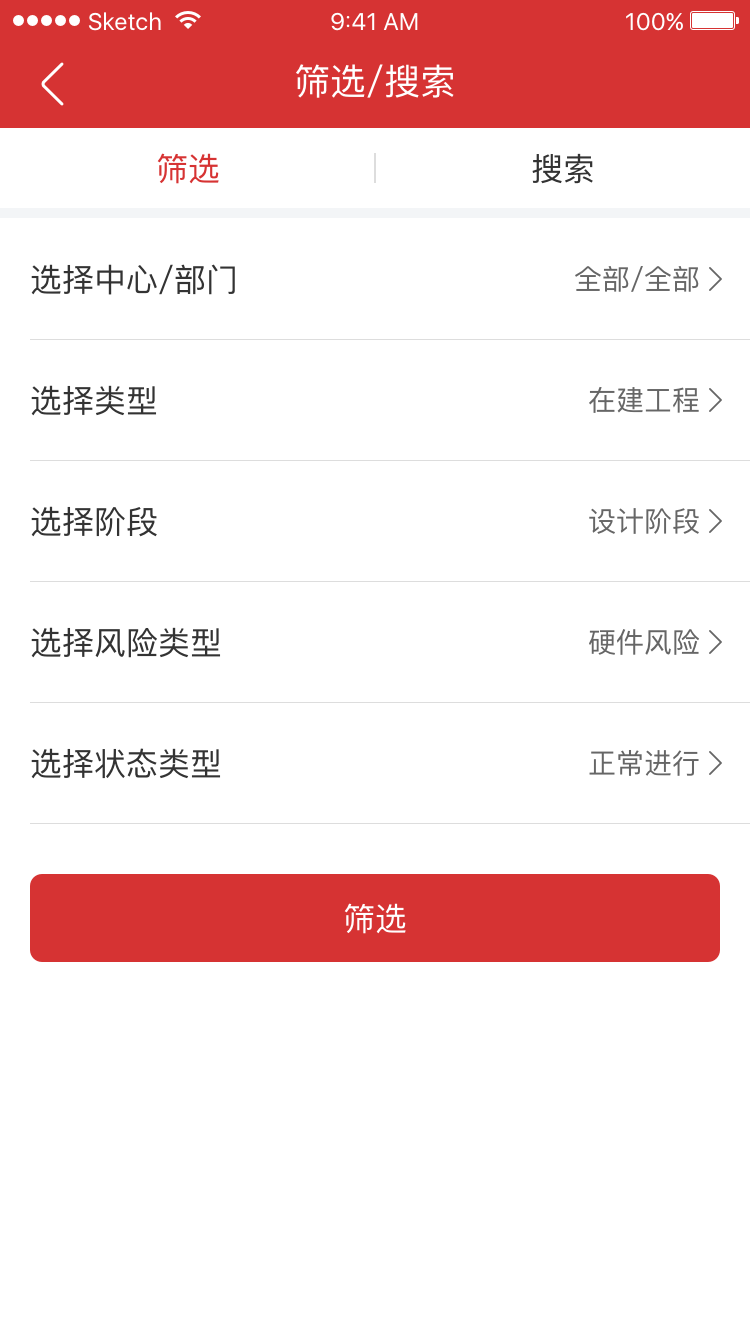 Sketch 9:41 AM 100%
筛选/搜索
筛选 搜索
选择中心/部门 全部/全部
选择类型 在建工程
选择阶段 设计阶段
选择风险类型 硬件风险
选择状态类型 正常进行
筛选